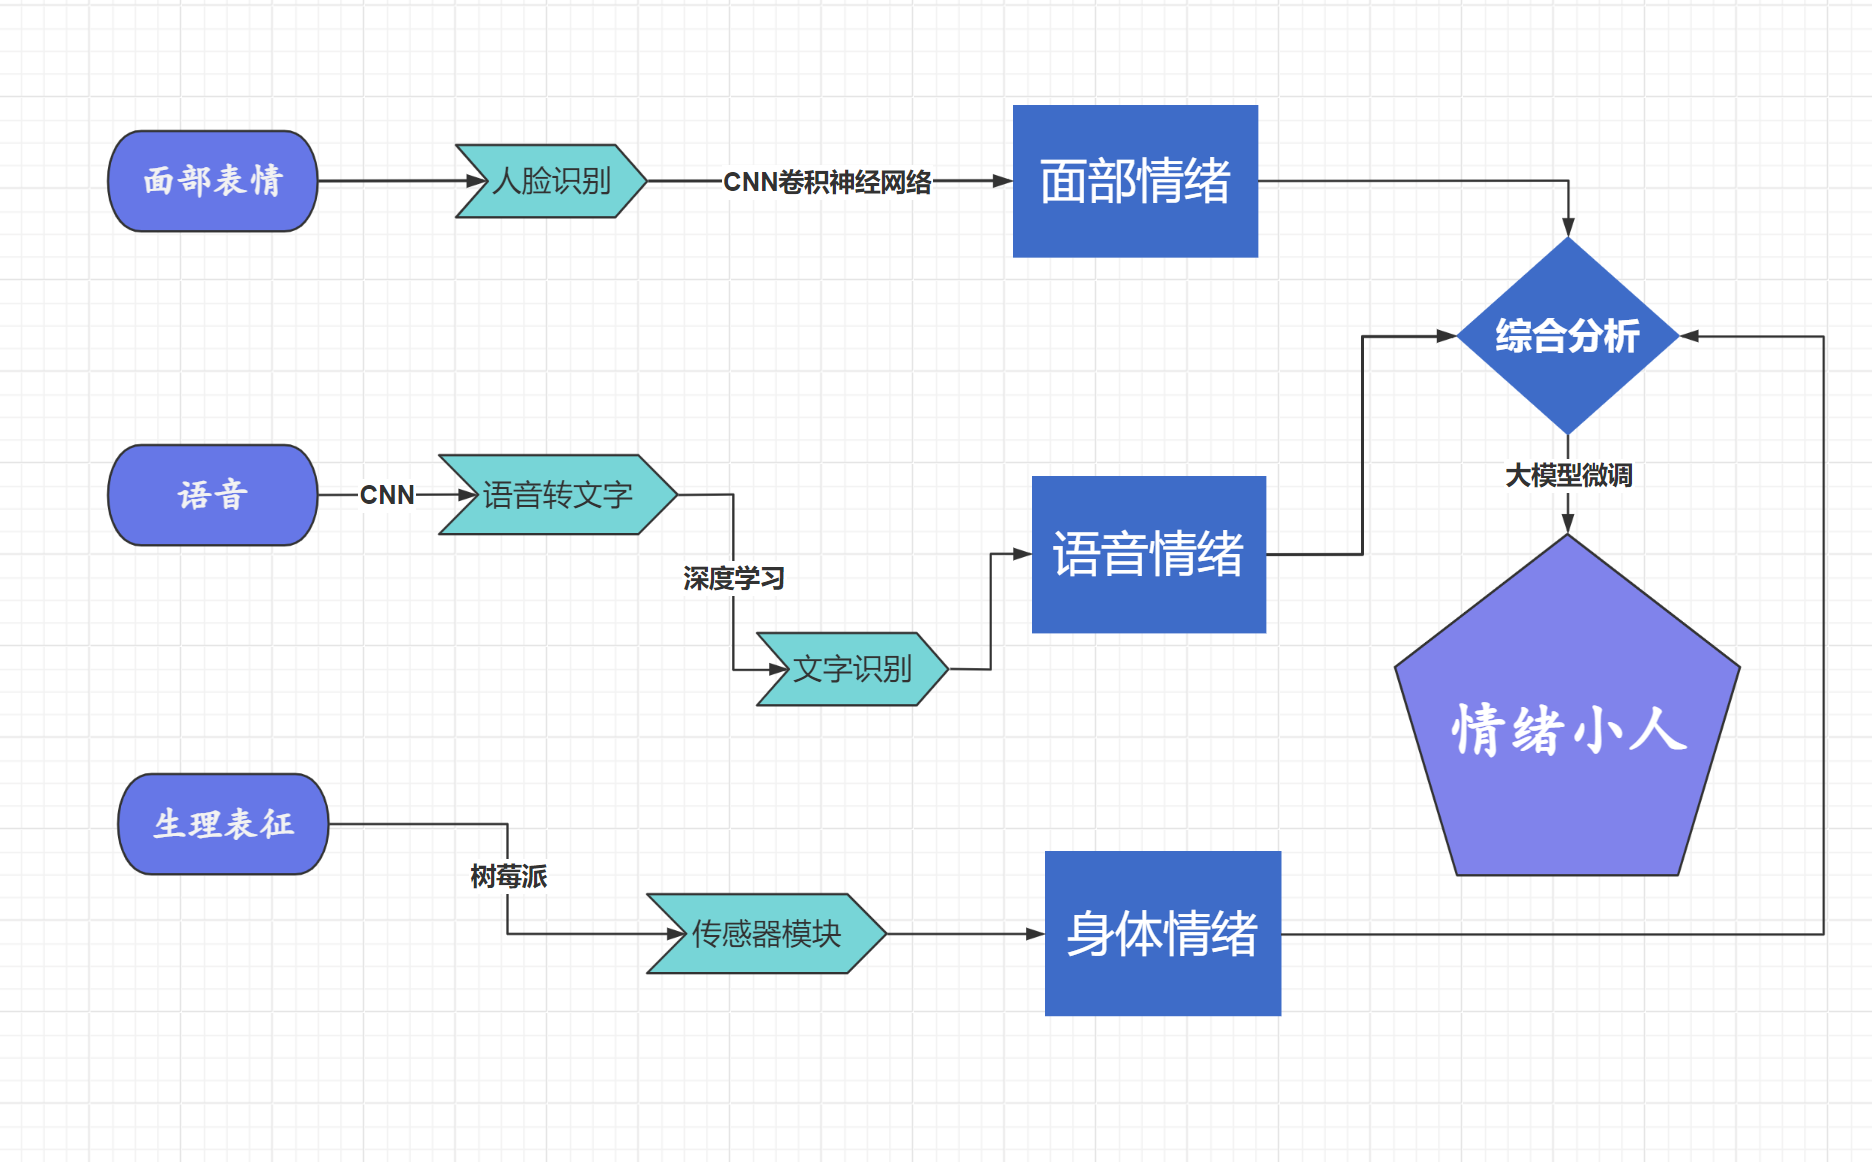 面部表情
人脸识别
CNN卷积神经网络
面部情绪
综合分析
大模型微调
语音
CNN
语音转文字
深度学习
文字识别
语音情绪
情绪小人
生理表征
树莓派
传感器模块
身体情绪